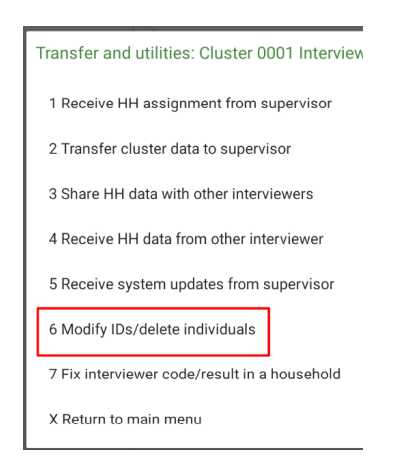 Transfer and utilities: Cluster 0001 Interview
1 Receive HH assignment from supervisor
2 Transfer cluster data to supervisor
3 Share HH data with other interviewers
4 Receive HH data from other interviewer
5 Receive system updates from supervisor
6 Modify IDs/delete individuals
7 Fix interviewer code/result in a household
X Return to main menu